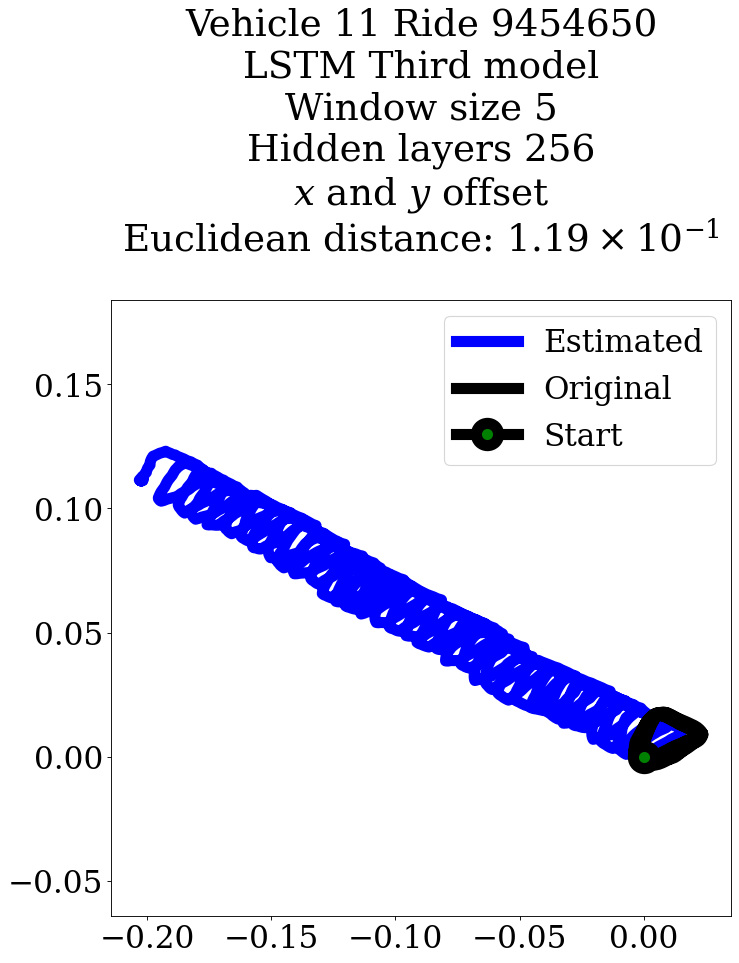 Vehicle 11 Ride 9454650
LSTM Third model
Window size 5
Hidden layers 256
x and y offset
Euclidean distance: 1.19 × 10⁻¹
Estimated
Original
Start
0.15
0.10
0.05
0.00
−0.05
−0.20 −0.15 −0.10 −0.05 0.00